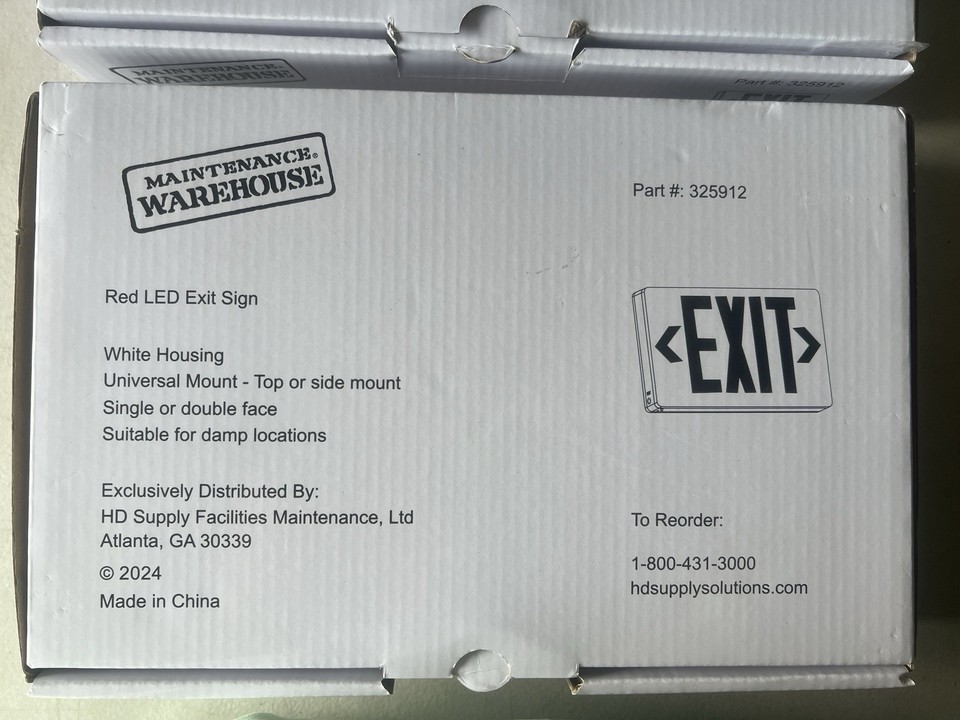 MAINTENANCE
WAREHOUSE
Part #: 325912
EXIT
MAINTENANCE®
WAREHOUSE
Part #: 325912
Red LED Exit Sign
<EXIT>
White Housing
Universal Mount - Top or side mount
Single or double face
Suitable for damp locations
Exclusively Distributed By:
HD Supply Facilities Maintenance, Ltd
Atlanta, GA 30339
© 2024
Made in China
To Reorder:
1-800-431-3000
hdsupplysolutions.com